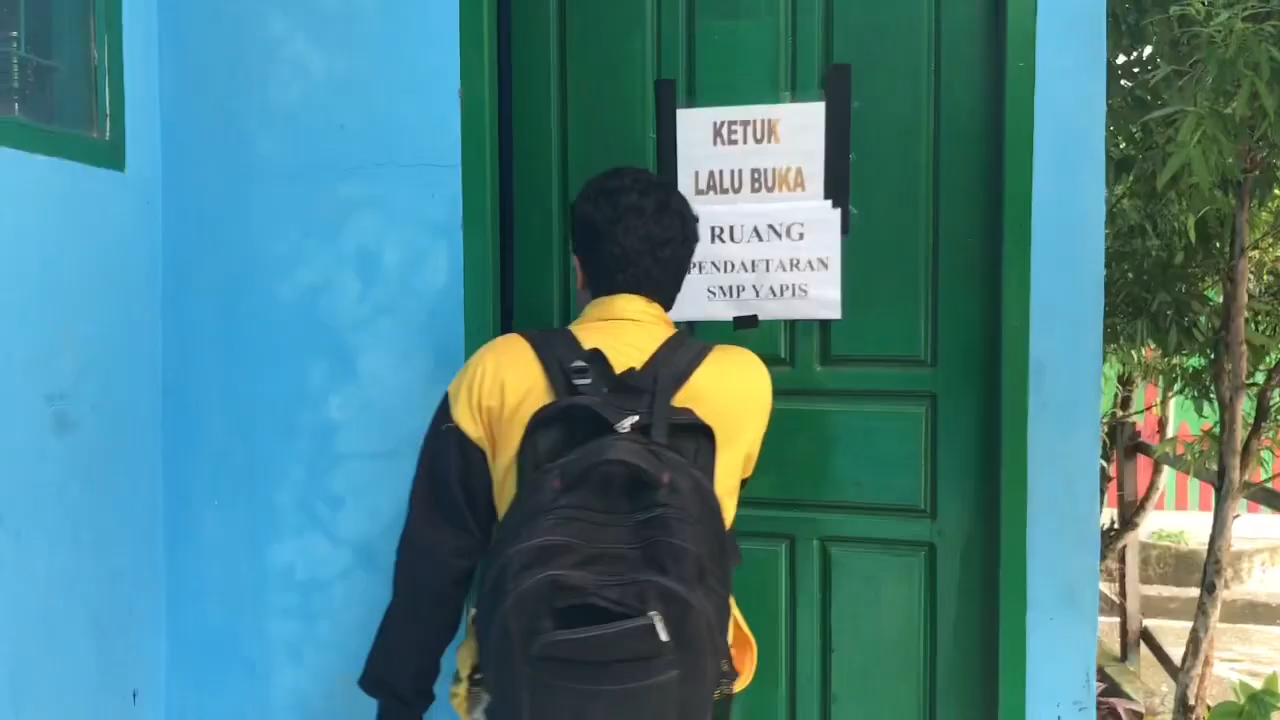 KETUK
LALU BUKA
RUANG
PENDAFTARAN
SMP YAPIS